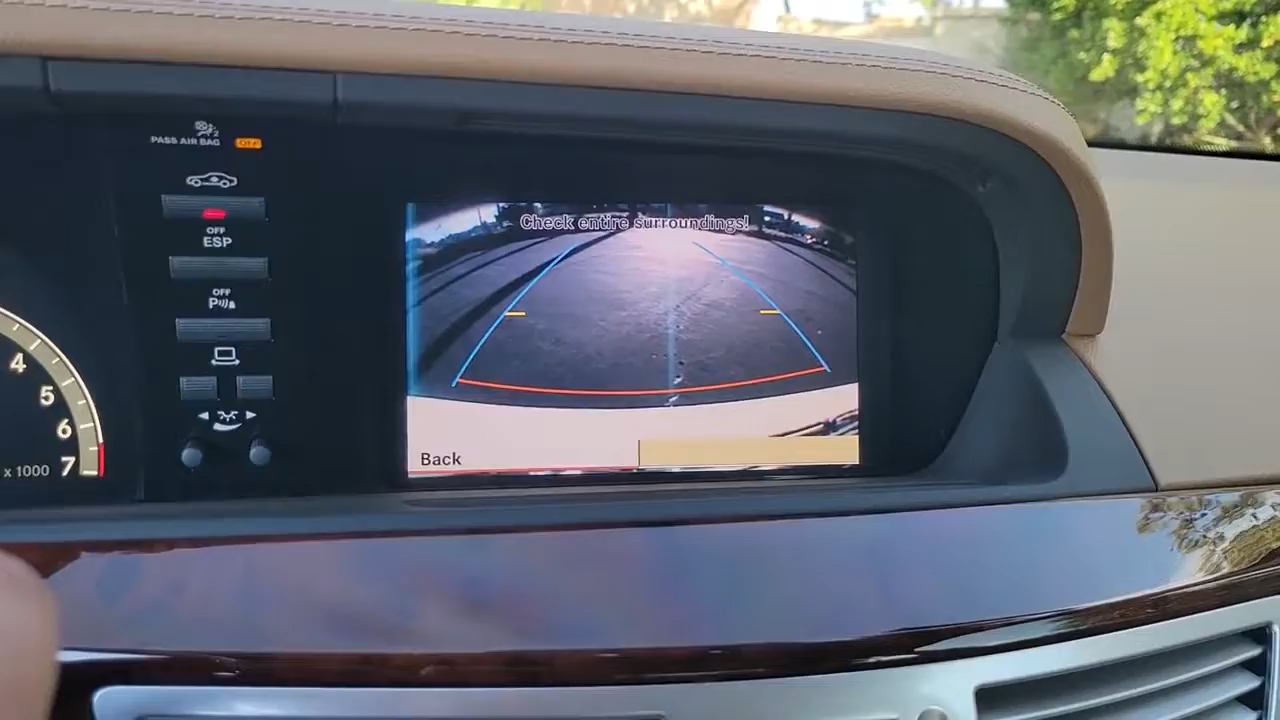 PASS AIR BAG OFF
OFF
ESP
OFF
P
4
5
6
7
x 1000
Check entire surroundings!
Back